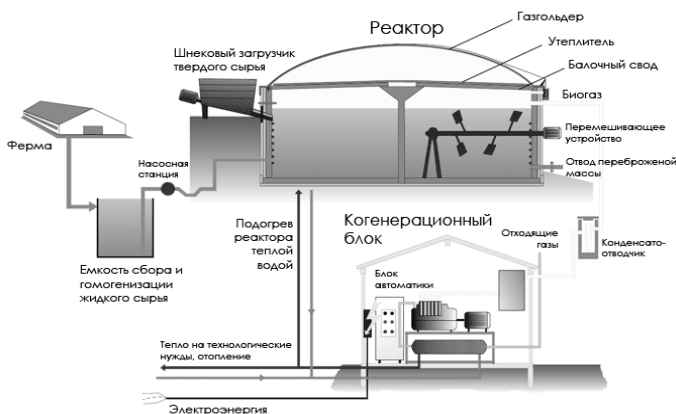 Реактор
Газгольдер
Утеплитель
Балочный свод
Шнековый загрузчик
твердого сырья
Биогаз
Перемешивающее
устройство
Ферма
Насосная
станция
Отвод переброженой
массы
Подогрев
реактора
теплой
водой
Когенерационный
блок
Отходящие
газы
Конденсато-
отводчик
Емкость сбора и
гомогенизации
жидкого сырья
Блок
автоматики
Тепло на технологические
нужды, отопление
Электроэнергия